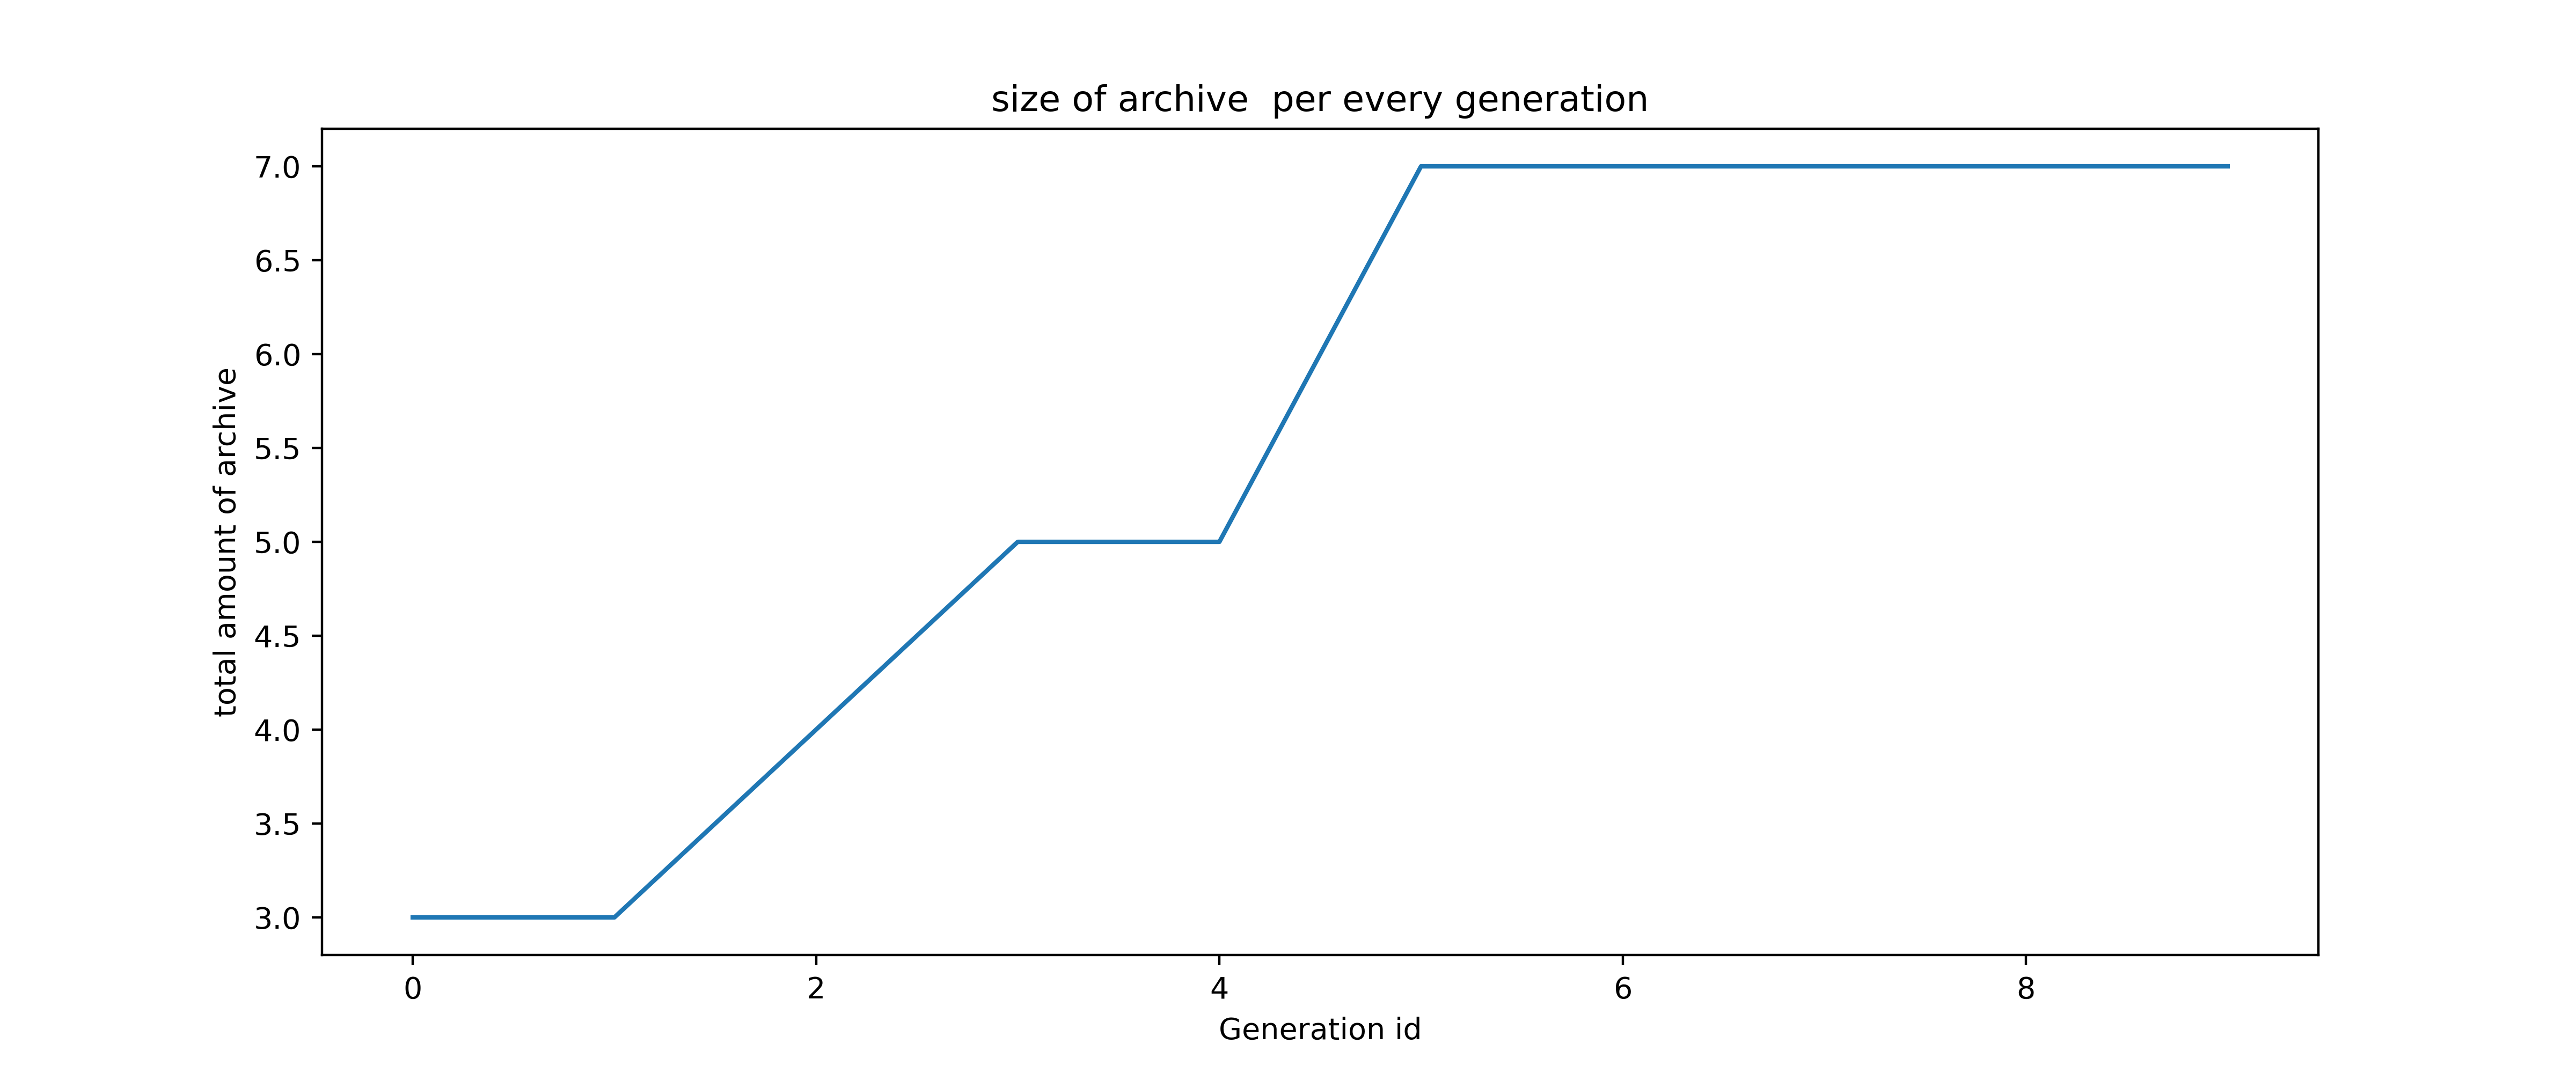 size of archive  per every generation
total amount of archive
7.0
6.5
6.0
5.5
5.0
4.5
4.0
3.5
3.0
0 2 4 6 8
Generation id